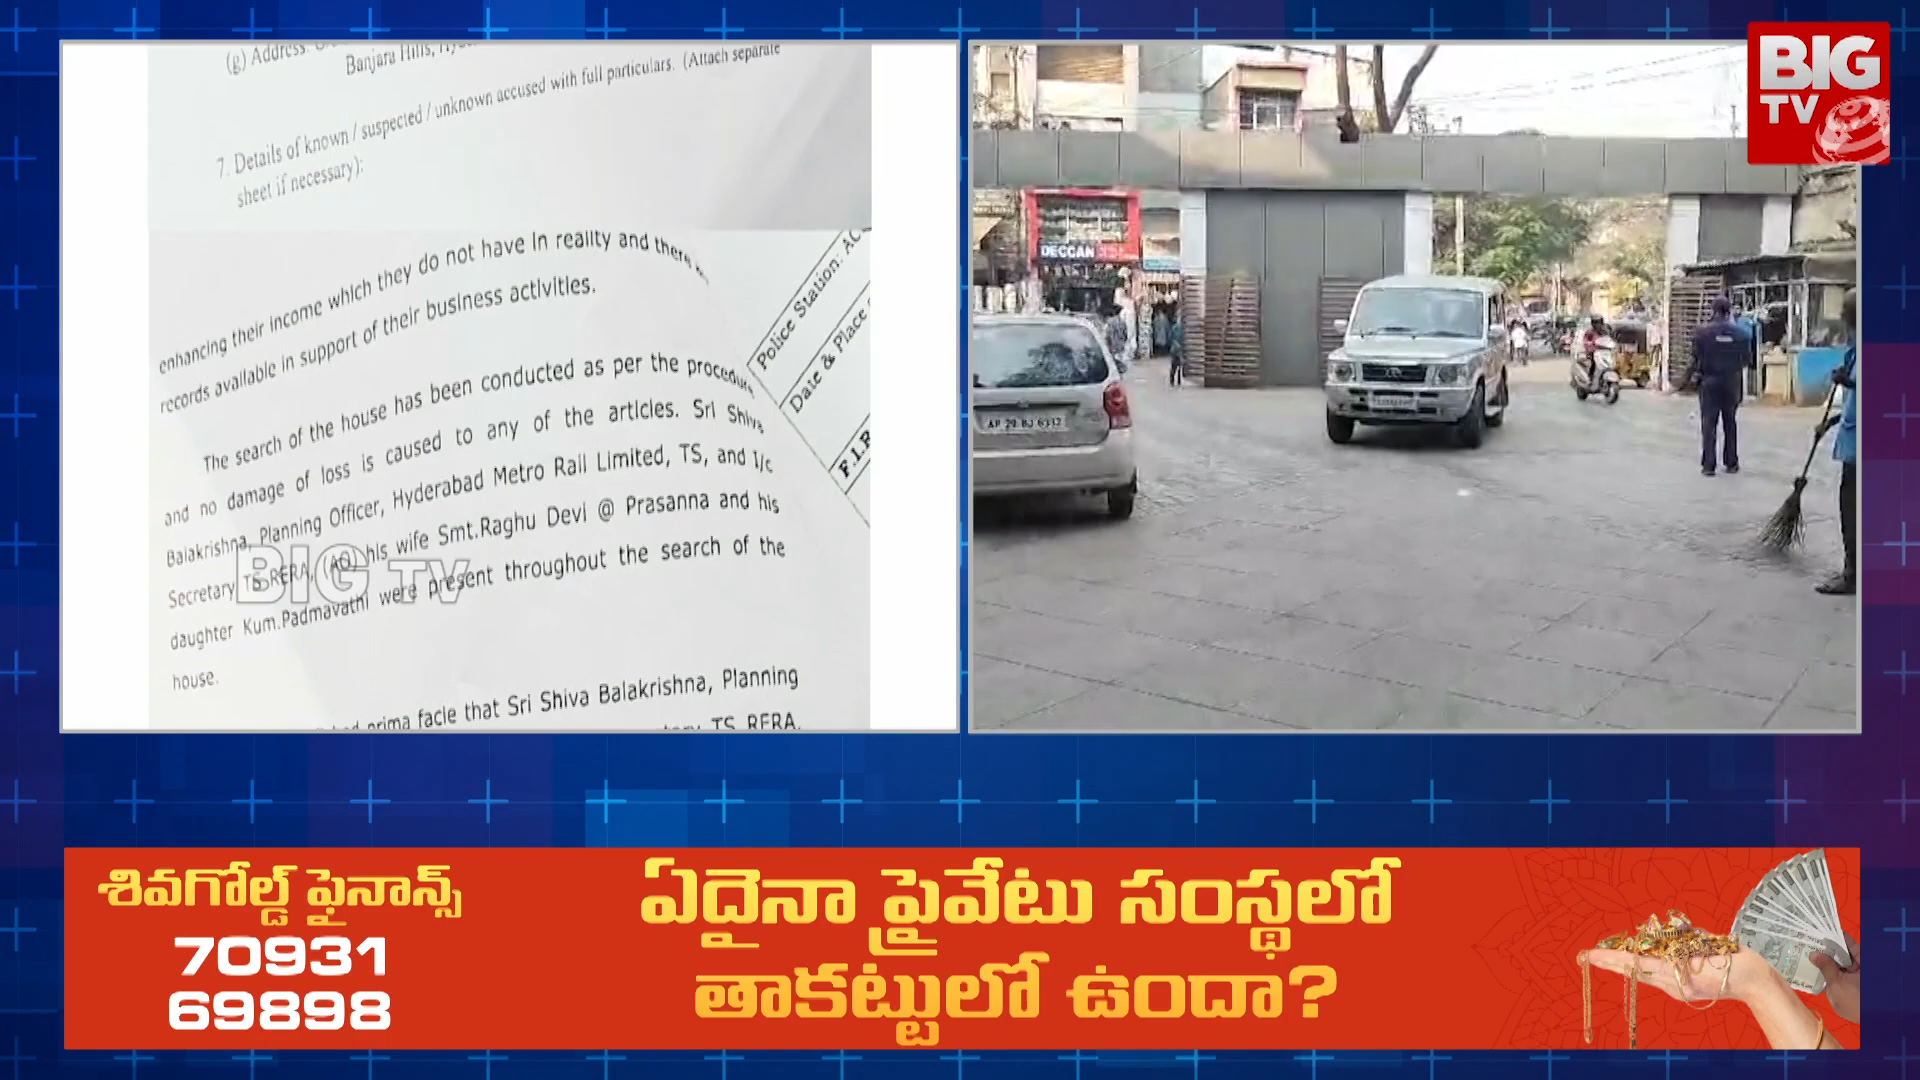 (g) Address:
Banjara Hills,
7. Details of known / suspected / unknown accused with full particulars. (Attach separate
sheet if necessary):
enhancing their income which they do not have in reality and there
records available in support of their business activities.
The search of the house has been conducted as per the procedure
and no damage of loss is caused to any of the articles. Sri Shiva
Balakrishna, Planning Officer, Hyderabad Metro Rail Limited, TS, and I/c
Secretary TS RERA, (AO) his wife Smt.Raghu Devi @ Prasanna and his
daughter Kum.Padmavathi were present throughout the search of the
house.
prima facie that Sri Shiva Balakrishna, Planning
TS RERA,
Police Station:
Date & Place
F.I.R
BIG TV
DECCAN
AP 29 BJ 6332
BIG
TV
శివగోల్డ్ ఫైనాన్స్
70931
69898
ఏదైనా ప్రైవేటు సంస్థలో
తాకట్టులో ఉందా?